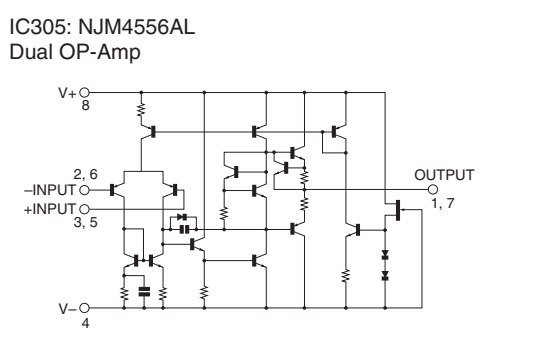 IC305: NJM4556AL
Dual OP-Amp
V+
8
2, 6
–INPUT
+INPUT
3, 5
OUTPUT
1, 7
V–
4